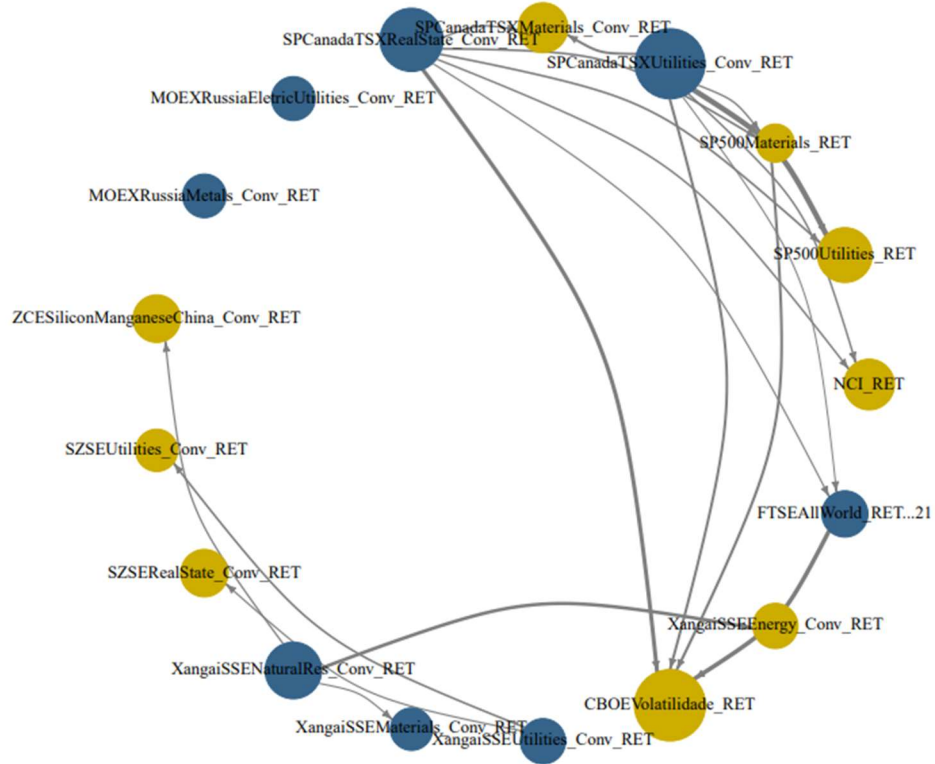 SPCanadaTSXMaterials_Conv_RET
SPCanadaTSXRealState_Conv_RET
SPCanadaTSXUtilities_Conv_RET
MOEXRussiaEletricUtilities_Conv_RET
SP500Materials_RET
MOEXRussiaMetals_Conv_RET
SP500Utilities_RET
ZCESiliconManganeseChina_Conv_RET
NCI_RET
SZSEUtilities_Conv_RET
FTSEAllWorld_RET...21
SZSERealState_Conv_RET
XangaiSSEEnergy_Conv_RET
XangaiSSENaturalRes_Conv_RET
CBOEVolatilidade_RET
XangaiSSEMaterials_Conv_RET
XangaiSSEUtilities_Conv_RET